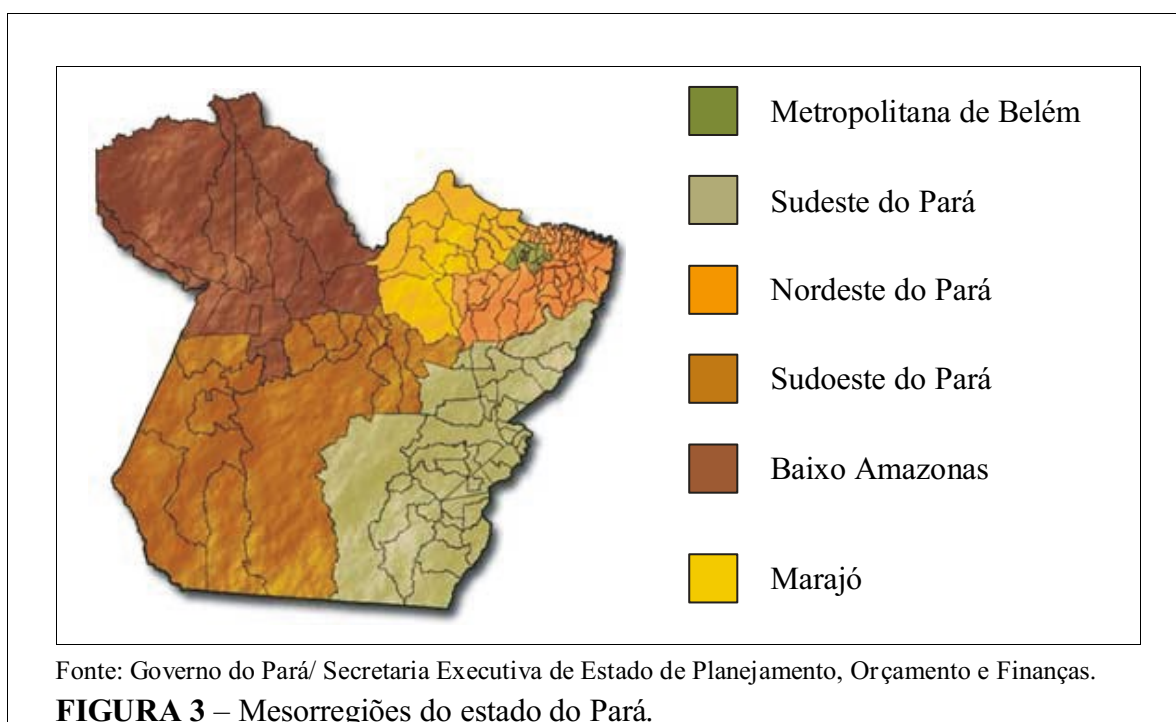 Metropolitana de Belém
Sudeste do Pará
Nordeste do Pará
Sudoeste do Pará
Baixo Amazonas
Marajó
Fonte: Governo do Pará/ Secretaria Executiva de Estado de Planejamento, Orçamento e Finanças.
FIGURA 3 – Mesorregiões do estado do Pará.